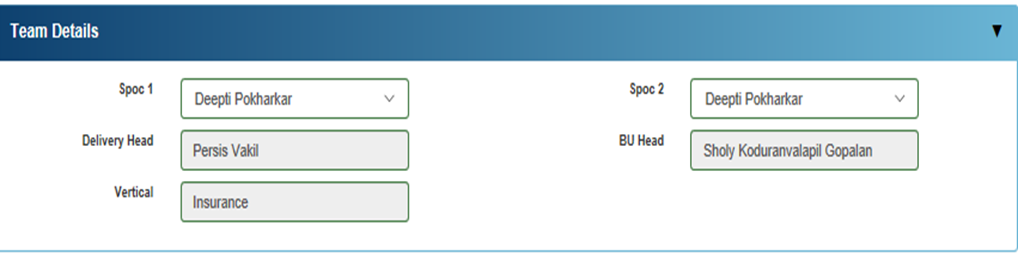 Team Details
Spoc 1 Deepti Pokharkar Spoc 2 Deepti Pokharkar
Delivery Head Persis Vakil BU Head Sholy Koduranvalapil Gopalan
Vertical Insurance